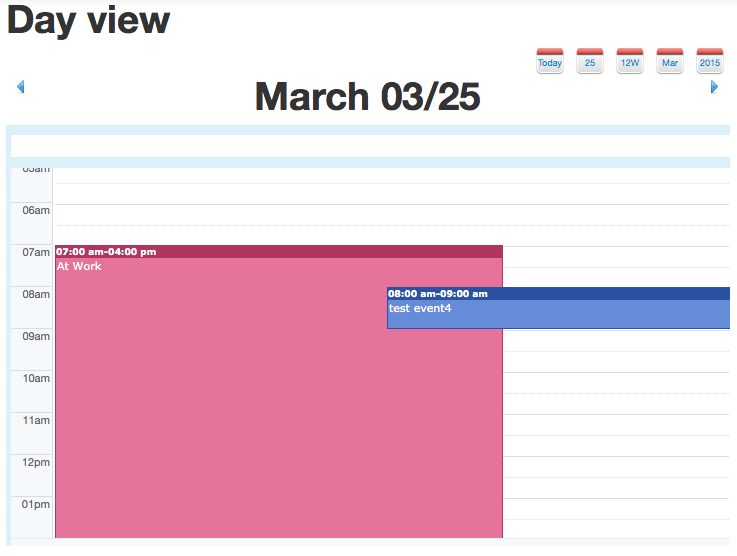 Day view
Today 25 12W Mar 2015
March 03/25
05am
06am
07am
07:00 am-04:00 pm
At Work
08am
08:00 am-09:00 am
test event4
09am
10am
11am
12pm
01pm